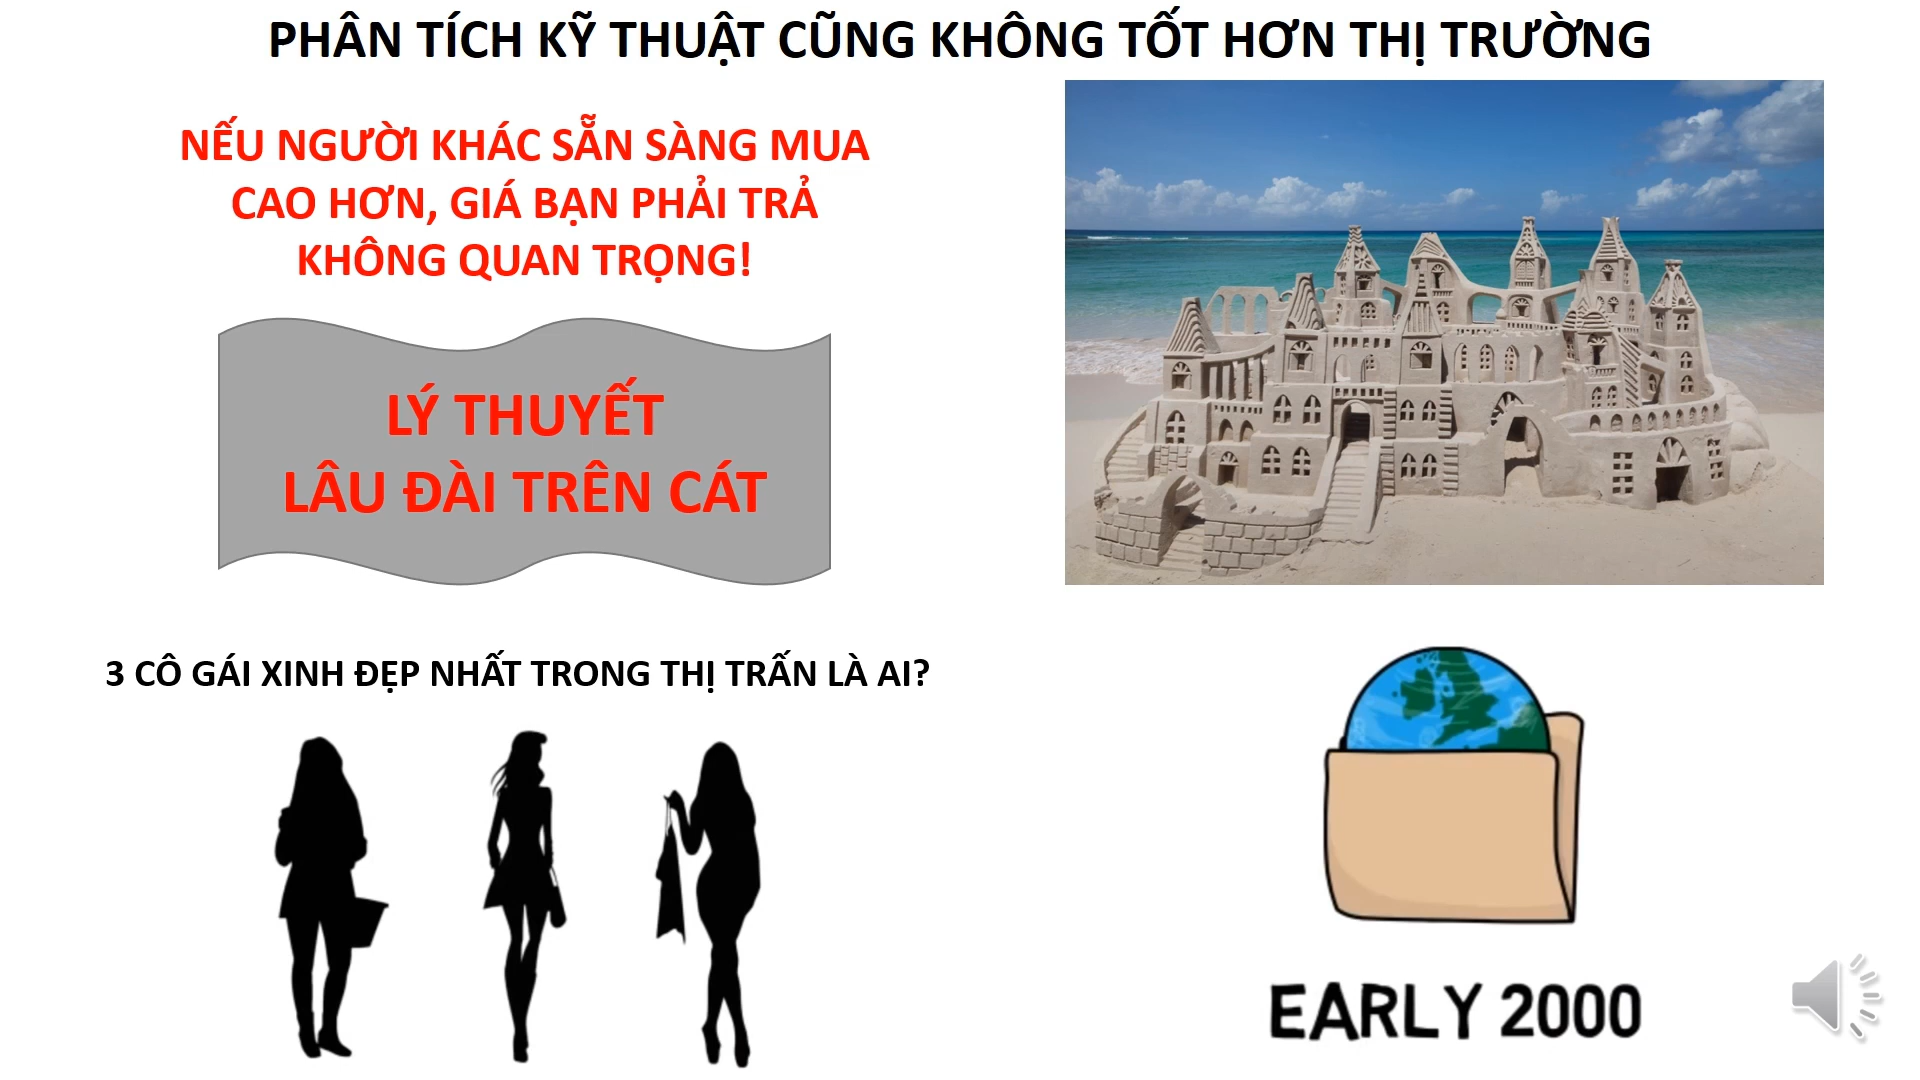 PHÂN TÍCH KỸ THUẬT CŨNG KHÔNG TỐT HƠN THỊ TRƯỜNG
NẾU NGƯỜI KHÁC SẴN SÀNG MUA
CAO HƠN, GIÁ BẠN PHẢI TRẢ
KHÔNG QUAN TRỌNG!
LÝ THUYẾT
LÂU ĐÀI TRÊN CÁT
3 CÔ GÁI XINH ĐẸP NHẤT TRONG THỊ TRẤN LÀ AI?
EARLY 2000